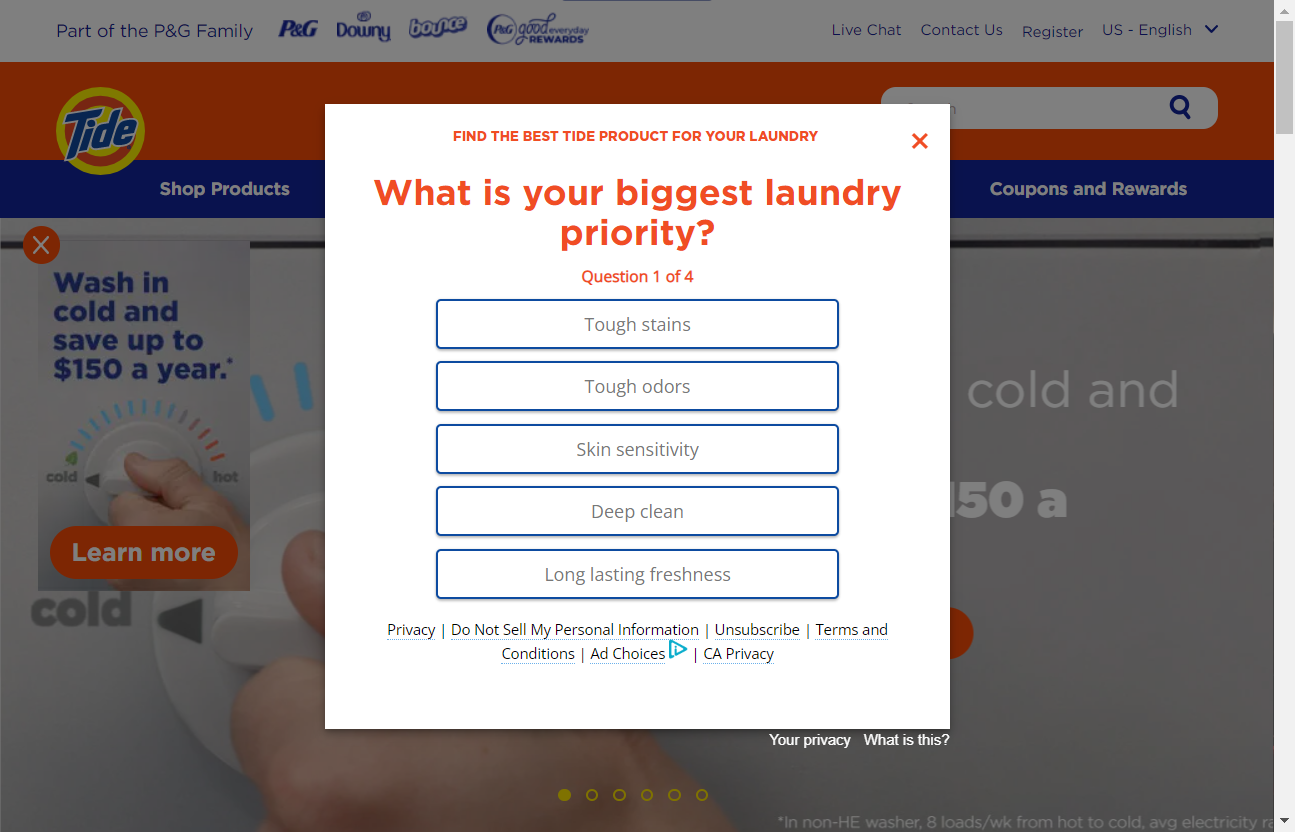 Part of the P&G Family
P&G
Downy
bounce
P&G good everyday
REWARDS
Live Chat
Contact Us
Register
US - English
Tide
Shop Products
Coupons and Rewards
FIND THE BEST TIDE PRODUCT FOR YOUR LAUNDRY
What is your biggest laundry
priority?
Question 1 of 4
Tough stains
Tough odors
Skin sensitivity
Deep clean
Long lasting freshness
Privacy | Do Not Sell My Personal Information | Unsubscribe | Terms and
Conditions | Ad Choices | CA Privacy
Your privacy What is this?
Wash in
cold and
save up to
$150 a year.*
cold
hot
Learn more
cold
cold and
150 a
*In non-HE washer, 8 loads/wk from hot to cold, avg electricity